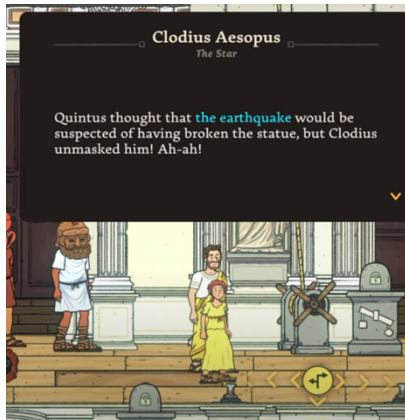 Clodius Aesopus
The Star
Quintus thought that the earthquake would be
suspected of having broken the statue, but Clodius
unmasked him! Ah-ah!